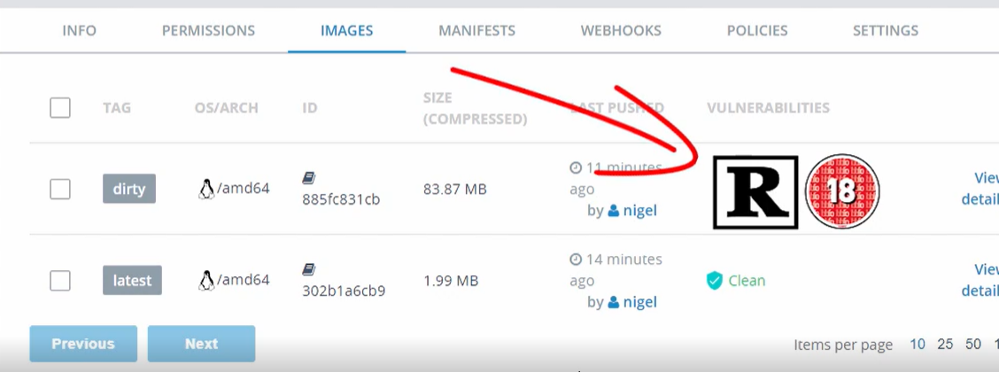 INFO PERMISSIONS IMAGES MANIFESTS WEBHOOKS POLICIES SETTINGS
TAG OS/ARCH ID SIZE (COMPRESSED) LAST PUSHED VULNERABILITIES
dirty /amd64 885fc831cb 83.87 MB 11 minutes ago by nigel R 18 View detail
latest /amd64 302b1a6cb9 1.99 MB 14 minutes ago by nigel Clean View detail
Previous Next Items per page 10 25 50 1